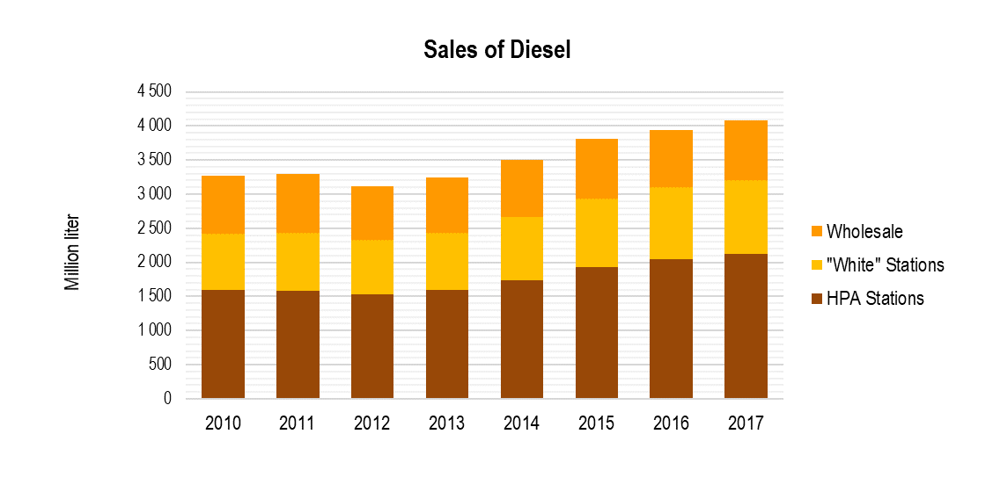 Sales of Diesel
4 500
4 000
3 500
3 000
2 500
2 000
1 500
1 000
500
0
Million liter
2010 2011 2012 2013 2014 2015 2016 2017
Wholesale
"White" Stations
HPA Stations